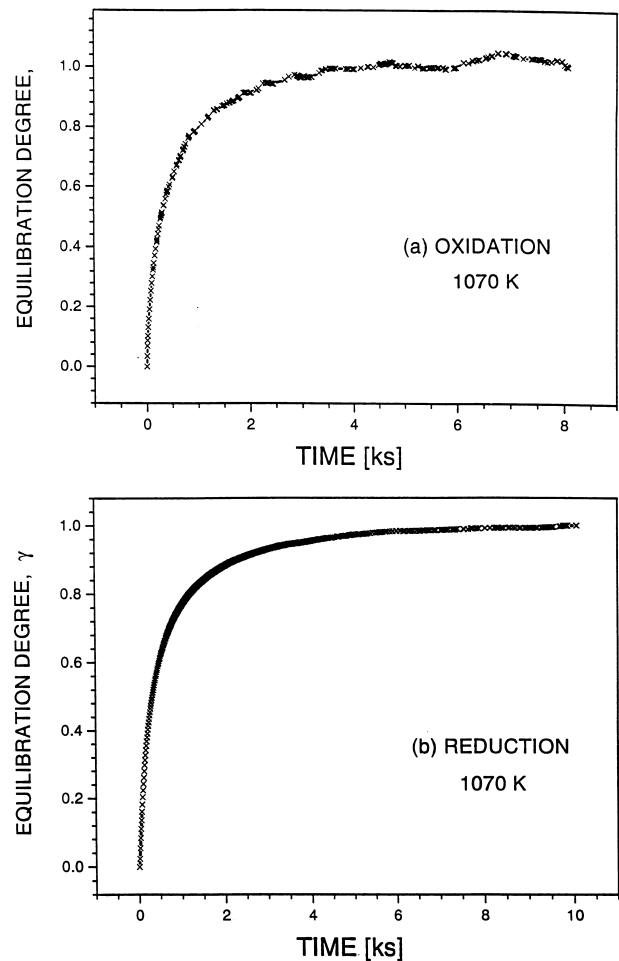 EQUILIBRATION DEGREE,
1.0
0.8
0.6
0.4
0.2
0.0
(a) OXIDATION
1070 K
0 2 4 6 8
TIME [ks]
EQUILIBRATION DEGREE, γ
1.0
0.8
0.6
0.4
0.2
0.0
(b) REDUCTION
1070 K
0 2 4 6 8 10
TIME [ks]